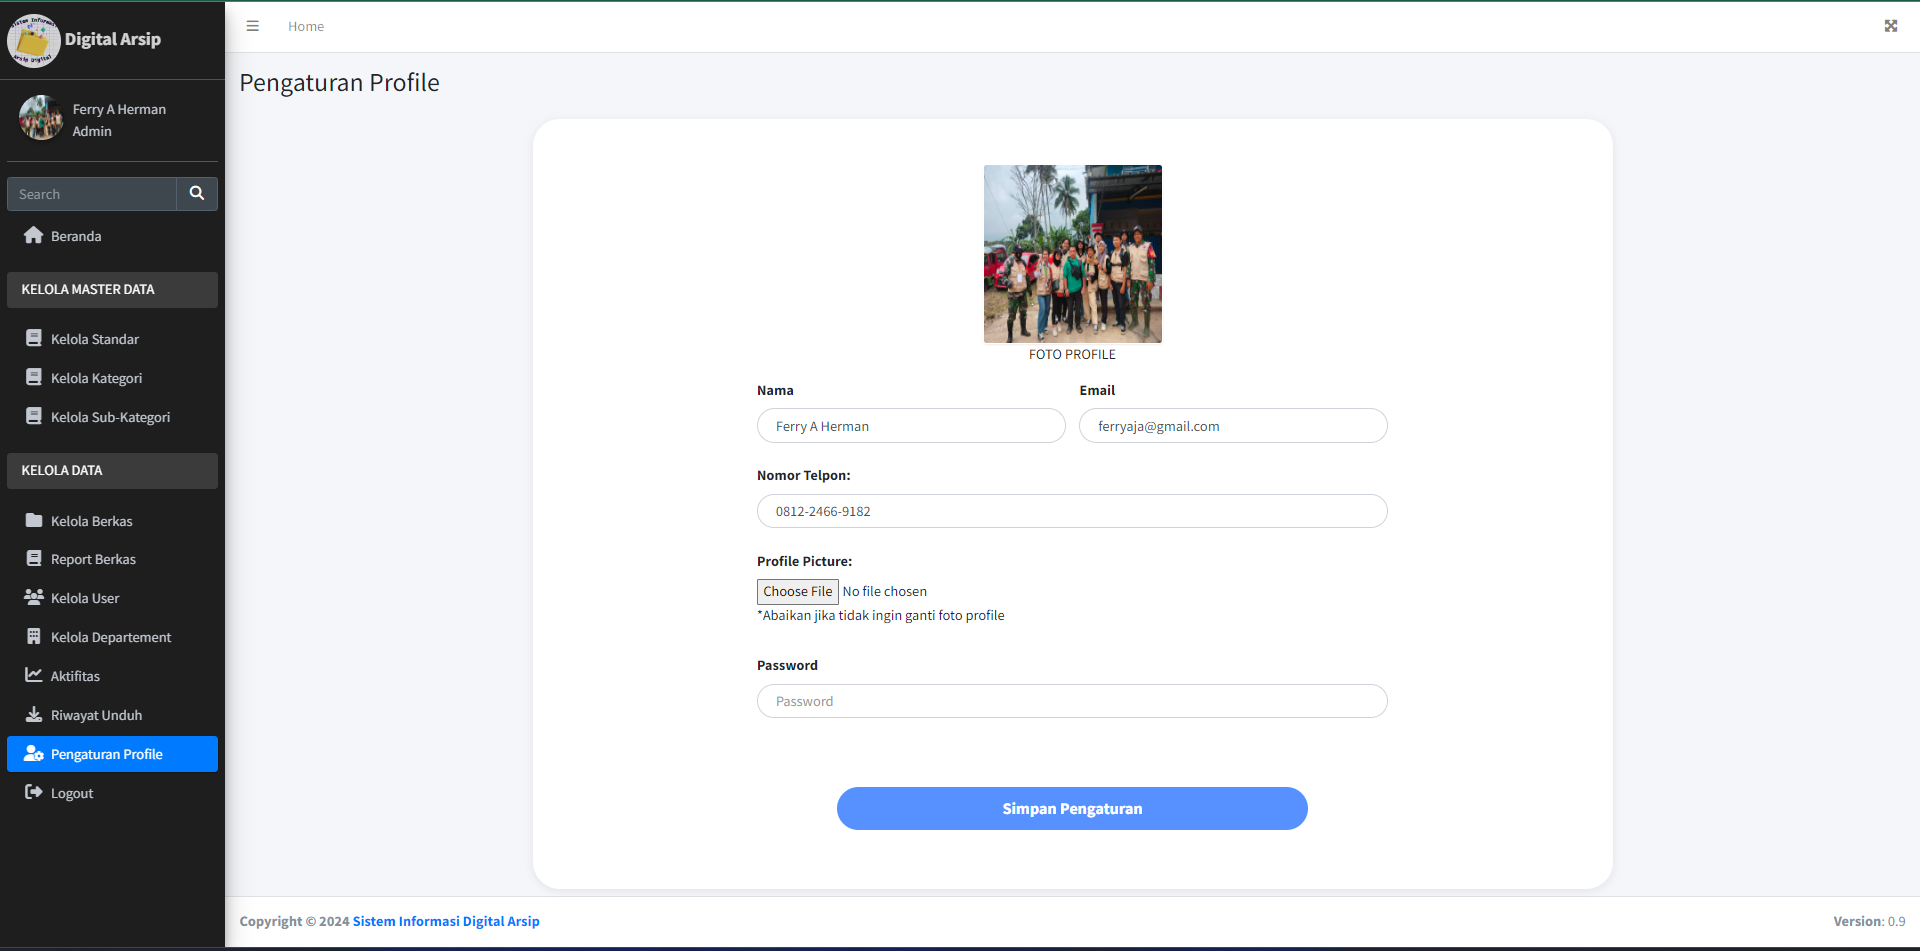 Sistem Informasi
Arsip Digital
Digital Arsip
Ferry A Herman
Admin
Search
Beranda
KELOLA MASTER DATA
Kelola Standar
Kelola Kategori
Kelola Sub-Kategori
KELOLA DATA
Kelola Berkas
Report Berkas
Kelola User
Kelola Departement
Aktifitas
Riwayat Unduh
Pengaturan Profile
Logout
Home
Pengaturan Profile
FOTO PROFILE
Nama
Email
Ferry A Herman
ferryaja@gmail.com
Nomor Telpon:
0812-2466-9182
Profile Picture:
Choose File No file chosen
*Abaikan jika tidak ingin ganti foto profile
Password
Password
Simpan Pengaturan
Copyright © 2024 Sistem Informasi Digital Arsip
Version: 0.9